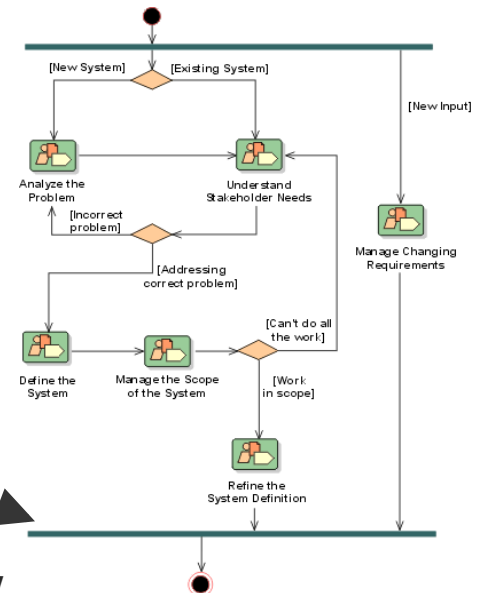 [New System]
[Existing System]
[New Input]
Analyze the
Problem
Understand
Stakeholder Needs
[Incorrect
problem]
Manage Changing
Requirements
[Addressing
correct problem]
[Can't do all
the work]
Define the
System
Manage the Scope
of the System
[Work
in scope]
Refine the
System Definition